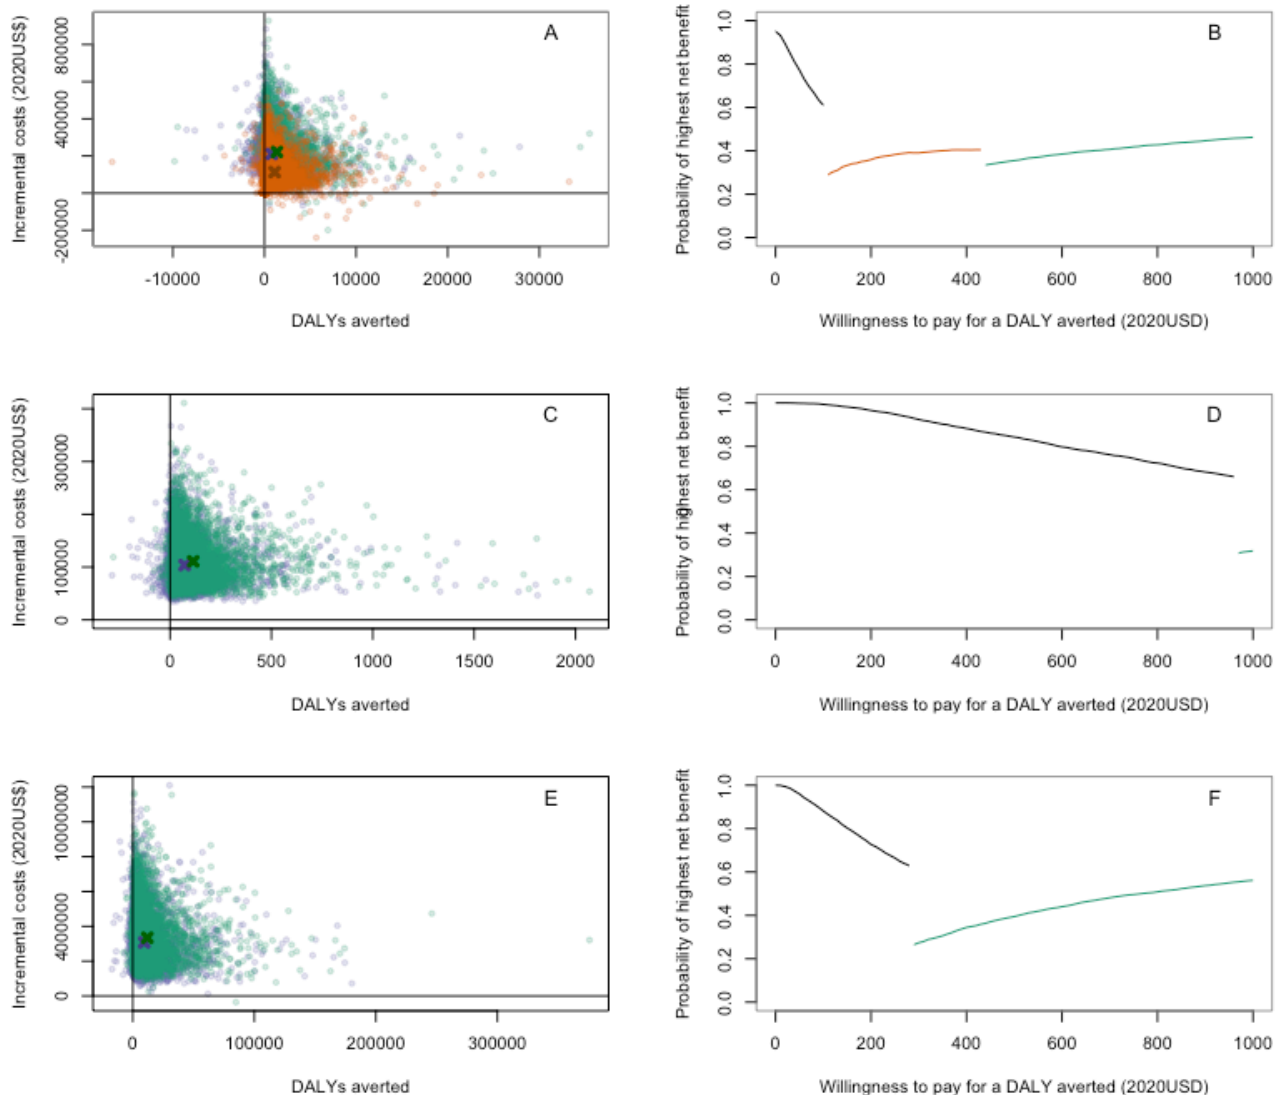 A
Incremental costs (2020US$)
800000
400000
-200000
-10000 0 10000 20000 30000
DALYs averted
B
Probability of highest net benefit
1.0
0.8
0.6
0.4
0.2
0.0
0 200 400 600 800 1000
Willingness to pay for a DALY averted (2020USD)
C
Incremental costs (2020US$)
300000
100000
0
0 500 1000 1500 2000
DALYs averted
D
Probability of highest net benefit
1.0
0.8
0.6
0.4
0.2
0.0
0 200 400 600 800 1000
Willingness to pay for a DALY averted (2020USD)
E
Incremental costs (2020US$)
10000000
4000000
0
0 100000 200000 300000
DALYs averted
F
Probability of highest net benefit
1.0
0.8
0.6
0.4
0.2
0.0
0 200 400 600 800 1000
Willingness to pay for a DALY averted (2020USD)